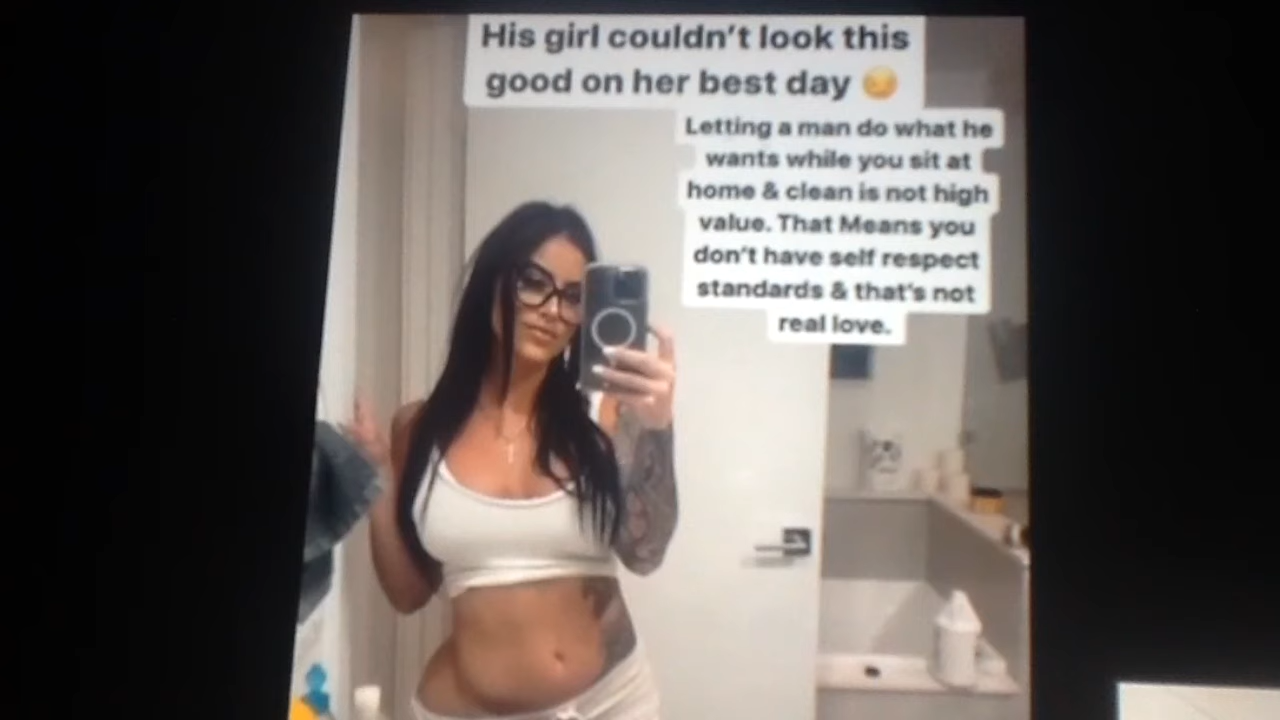 His girl couldn't look this
good on her best day 😏
Letting a man do what he
wants while you sit at
home & clean is not high
value. That Means you
don't have self respect
standards & that's not
real love.